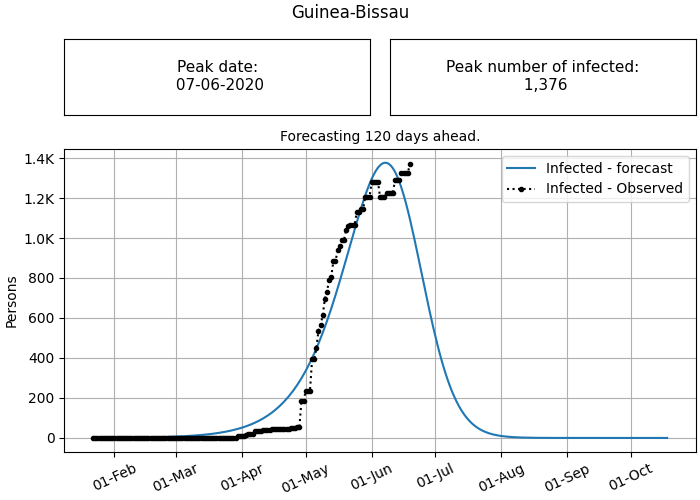 Guinea-Bissau
Peak date:
07-06-2020
Peak number of infected:
1,376
Forecasting 120 days ahead.
Infected - forecast
Infected - Observed
Persons
1.4K
1.2K
1.0K
800
600
400
200
0
01-Feb
01-Mar
01-Apr
01-May
01-Jun
01-Jul
01-Aug
01-Sep
01-Oct